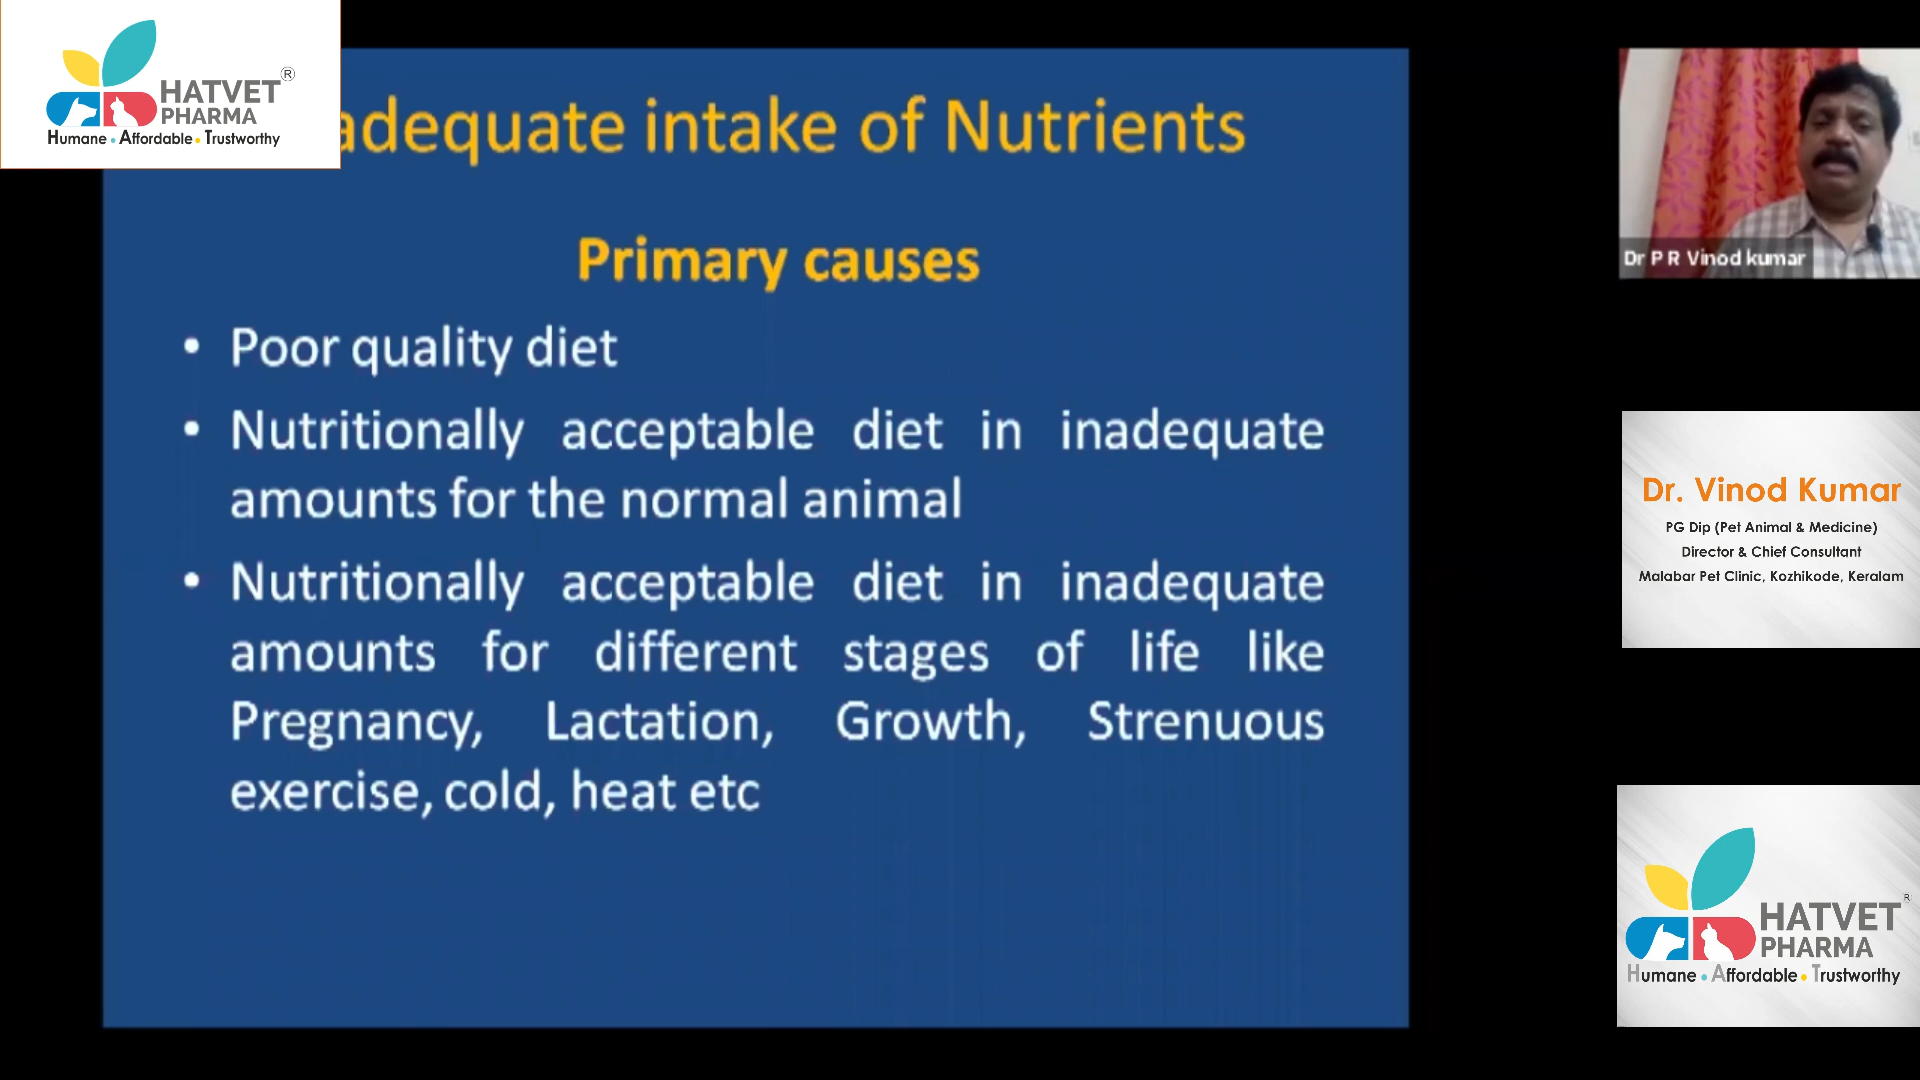 HATVET®
PHARMA
Humane • Affordable • Trustworthy
adequate intake of Nutrients
Primary causes
• Poor quality diet
• Nutritionally acceptable diet in inadequate
amounts for the normal animal
• Nutritionally acceptable diet in inadequate
amounts for different stages of life like
Pregnancy, Lactation, Growth, Strenuous
exercise, cold, heat etc
Dr P R Vinod kumar
Dr. Vinod Kumar
PG Dip (Pet Animal & Medicine)
Director & Chief Consultant
Malabar Pet Clinic, Kozhikode, Keralam
HATVET®
PHARMA
Humane • Affordable • Trustworthy